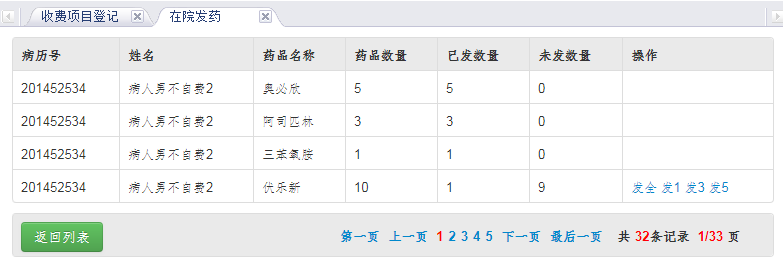 收费项目登记 在院发药
病历号 姓名 药品名称 药品数量 已发数量 未发数量 操作
201452534 病人男不自费2 奥必欣 5 5 0
201452534 病人男不自费2 阿司匹林 3 3 0
201452534 病人男不自费2 三苯氧胺 1 1 0
201452534 病人男不自费2 优乐新 10 1 9 发全 发1 发3 发5
返回列表 第一页 上一页 1 2 3 4 5 下一页 最后一页 共 32条记录 1/33 页